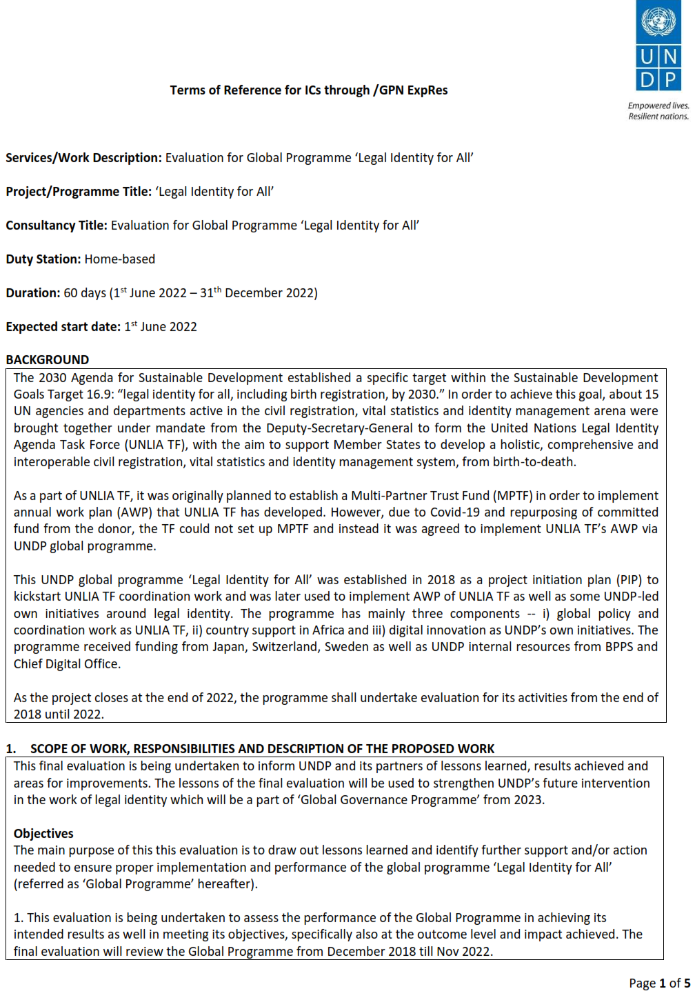 U N
D P
Empowered lives.
Resilient nations.
Terms of Reference for ICs through /GPN ExpRes
Services/Work Description: Evaluation for Global Programme ‘Legal Identity for All’
Project/Programme Title: ‘Legal Identity for All’
Consultancy Title: Evaluation for Global Programme ‘Legal Identity for All’
Duty Station: Home-based
Duration: 60 days (1st June 2022 – 31th December 2022)
Expected start date: 1st June 2022
BACKGROUND
The 2030 Agenda for Sustainable Development established a specific target within the Sustainable Development
Goals Target 16.9: “legal identity for all, including birth registration, by 2030.” In order to achieve this goal, about 15
UN agencies and departments active in the civil registration, vital statistics and identity management arena were
brought together under mandate from the Deputy-Secretary-General to form the United Nations Legal Identity
Agenda Task Force (UNLIA TF), with the aim to support Member States to develop a holistic, comprehensive and
interoperable civil registration, vital statistics and identity management system, from birth-to-death.
As a part of UNLIA TF, it was originally planned to establish a Multi-Partner Trust Fund (MPTF) in order to implement
annual work plan (AWP) that UNLIA TF has developed. However, due to Covid-19 and repurposing of committed
fund from the donor, the TF could not set up MPTF and instead it was agreed to implement UNLIA TF’s AWP via
UNDP global programme.
This UNDP global programme ‘Legal Identity for All’ was established in 2018 as a project initiation plan (PIP) to
kickstart UNLIA TF coordination work and was later used to implement AWP of UNLIA TF as well as some UNDP-led
own initiatives around legal identity. The programme has mainly three components -- i) global policy and
coordination work as UNLIA TF, ii) country support in Africa and iii) digital innovation as UNDP’s own initiatives. The
programme received funding from Japan, Switzerland, Sweden as well as UNDP internal resources from BPPS and
Chief Digital Office.
As the project closes at the end of 2022, the programme shall undertake evaluation for its activities from the end of
2018 until 2022.
1. SCOPE OF WORK, RESPONSIBILITIES AND DESCRIPTION OF THE PROPOSED WORK
This final evaluation is being undertaken to inform UNDP and its partners of lessons learned, results achieved and
areas for improvements. The lessons of the final evaluation will be used to strengthen UNDP’s future intervention
in the work of legal identity which will be a part of ‘Global Governance Programme’ from 2023.
Objectives
The main purpose of this this evaluation is to draw out lessons learned and identify further support and/or action
needed to ensure proper implementation and performance of the global programme ‘Legal Identity for All’
(referred as ‘Global Programme’ hereafter).
1. This evaluation is being undertaken to assess the performance of the Global Programme in achieving its
intended results as well in meeting its objectives, specifically also at the outcome level and impact achieved. The
final evaluation will review the Global Programme from December 2018 till Nov 2022.
Page 1 of 5